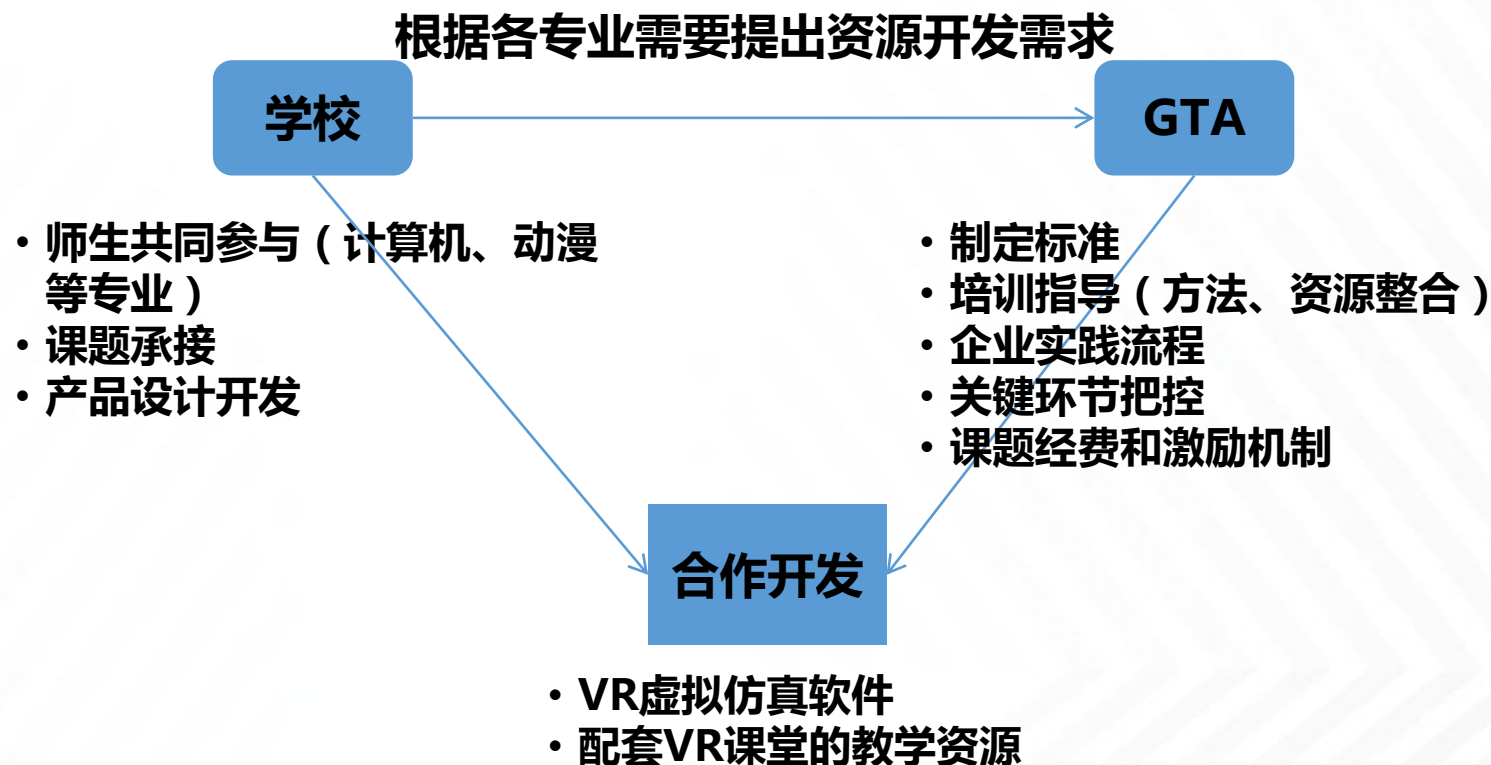 根据各专业需要提出资源开发需求
学校
GTA
• 师生共同参与（计算机、动漫
等专业）
• 课题承接
• 产品设计开发
• 制定标准
• 培训指导（方法、资源整合）
• 企业实践流程
• 关键环节把控
• 课题经费和激励机制
合作开发
• VR虚拟仿真软件
• 配套VR课堂的教学资源